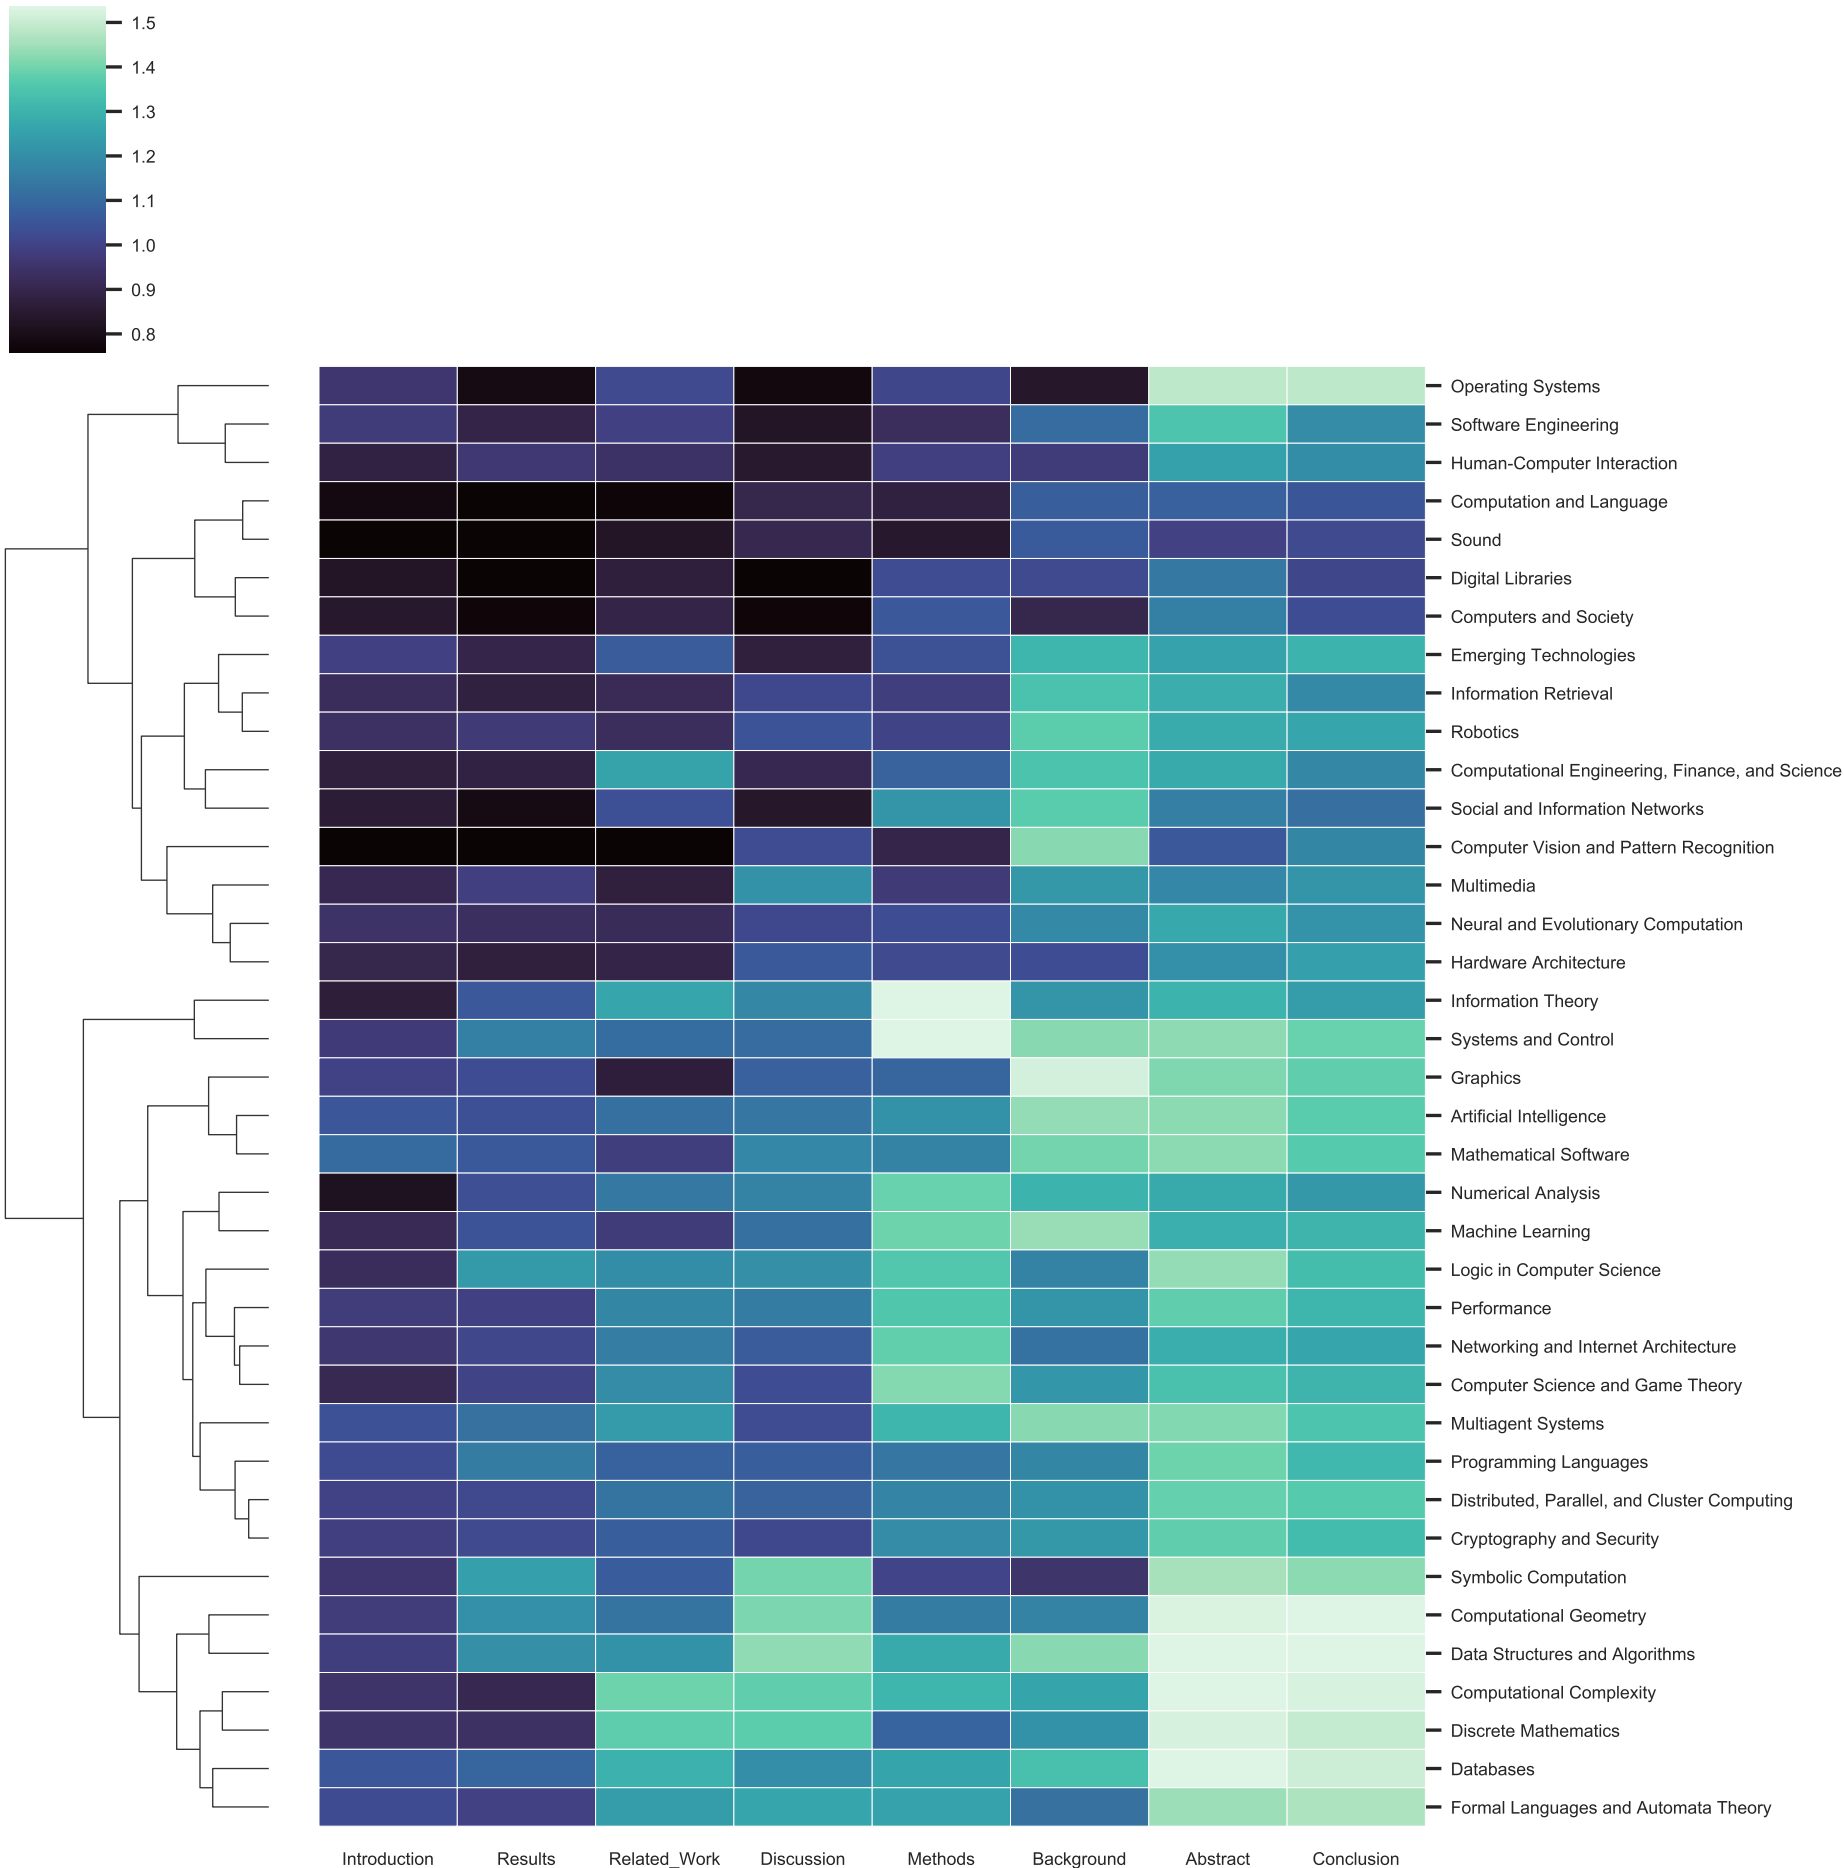 1.5
1.4
1.3
1.2
1.1
1.0
0.9
0.8
Operating Systems
Software Engineering
Human-Computer Interaction
Computation and Language
Sound
Digital Libraries
Computers and Society
Emerging Technologies
Information Retrieval
Robotics
Computational Engineering, Finance, and Science
Social and Information Networks
Computer Vision and Pattern Recognition
Multimedia
Neural and Evolutionary Computation
Hardware Architecture
Information Theory
Systems and Control
Graphics
Artificial Intelligence
Mathematical Software
Numerical Analysis
Machine Learning
Logic in Computer Science
Performance
Networking and Internet Architecture
Computer Science and Game Theory
Multiagent Systems
Programming Languages
Distributed, Parallel, and Cluster Computing
Cryptography and Security
Symbolic Computation
Computational Geometry
Data Structures and Algorithms
Computational Complexity
Discrete Mathematics
Databases
Formal Languages and Automata Theory
Introduction Results Related_Work Discussion Methods Background Abstract Conclusion